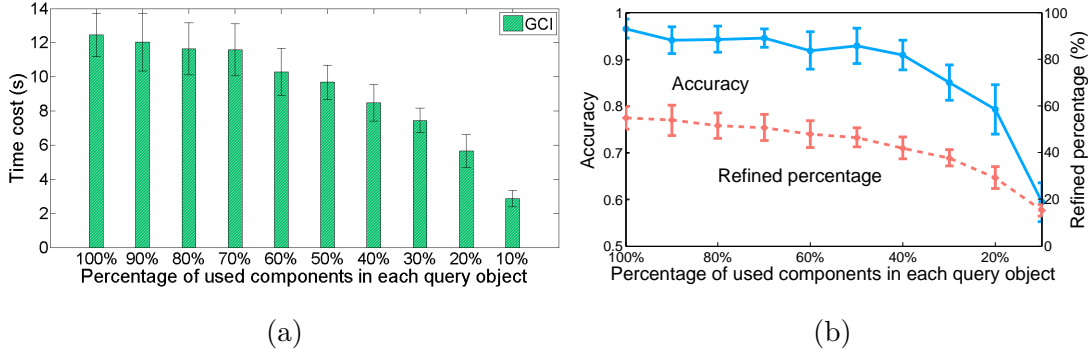 GCI
14
12
10
8
6
4
2
0
Time cost (s)
100% 90% 80% 70% 60% 50% 40% 30% 20% 10%
Percentage of used components in each query object
(a)
1
0.9
0.8
0.7
0.6
0.5
Accuracy
Accuracy
Refined percentage
100
80
60
40
20
0
Refined percentage (%)
100% 80% 60% 40% 20%
Percentage of used components in each query object
(b)